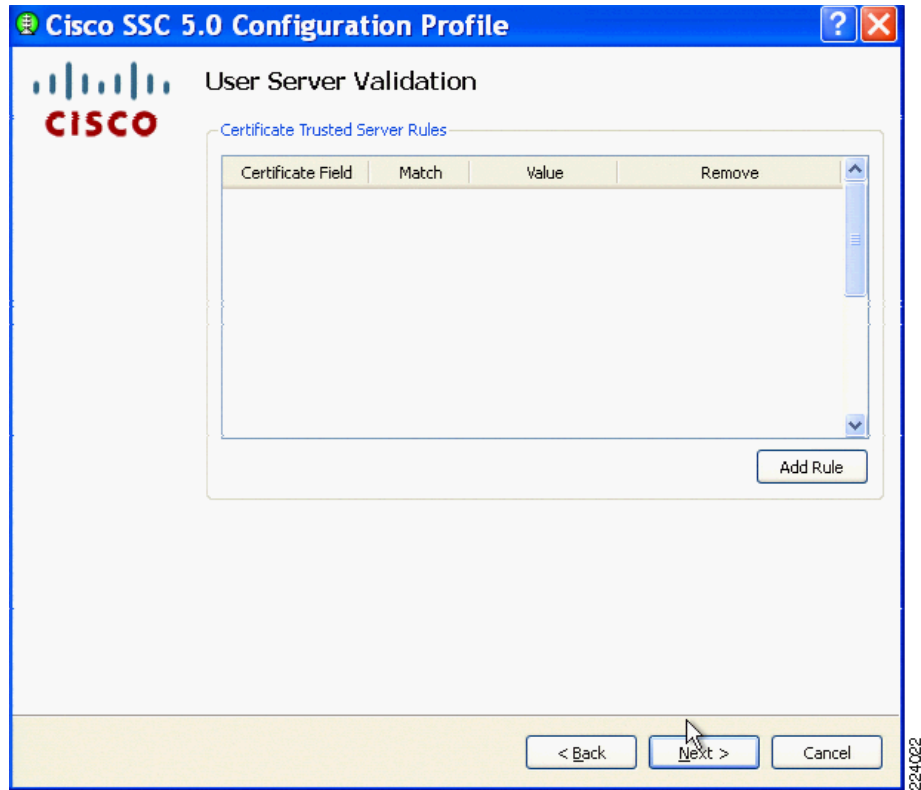 Cisco SSC 5.0 Configuration Profile
?
CISCO
User Server Validation
Certificate Trusted Server Rules
Certificate Field Match Value Remove
Add Rule
< Back Next > Cancel
224022